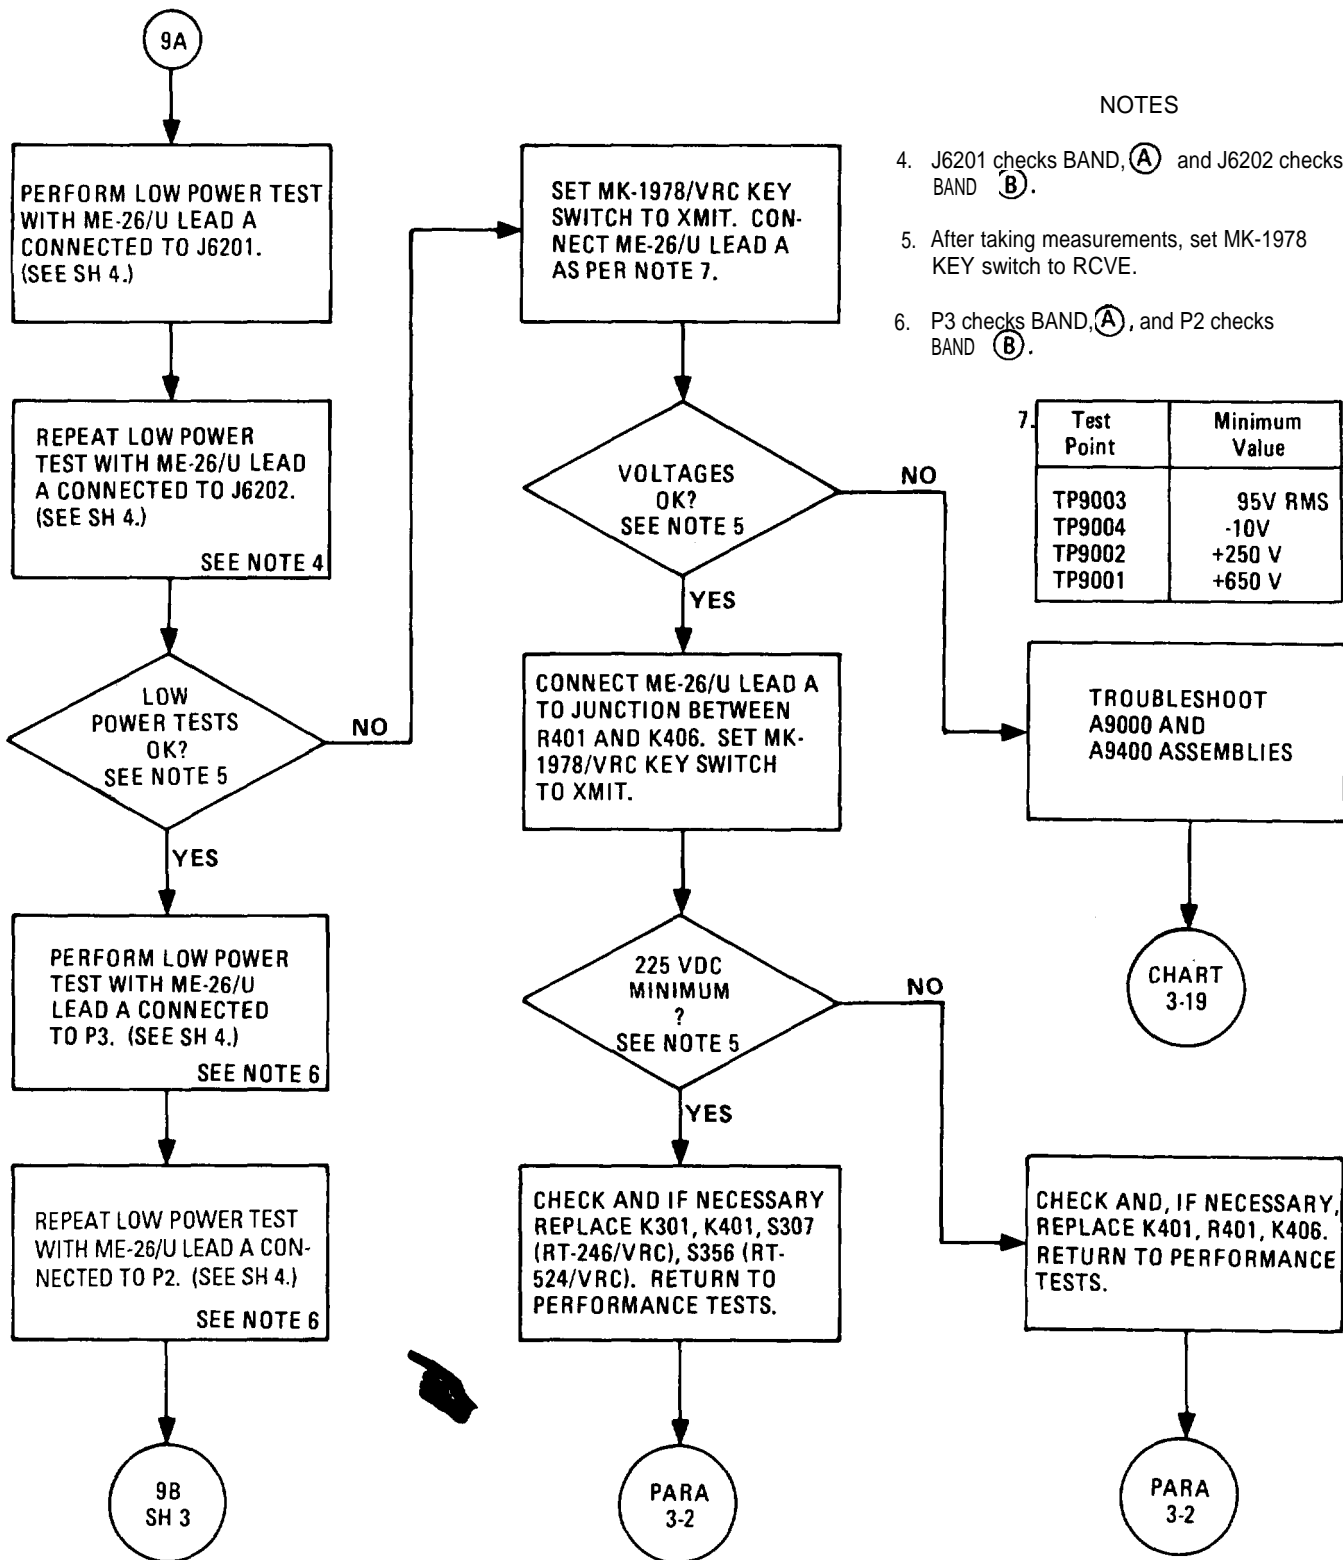 9A
PERFORM LOW POWER TEST
WITH ME-26/U LEAD A
CONNECTED TO J6201.
(SEE SH 4.)
REPEAT LOW POWER
TEST WITH ME-26/U LEAD
A CONNECTED TO J6202.
(SEE SH 4.)
SEE NOTE 4
LOW
POWER TESTS
OK?
SEE NOTE 5
NO
YES
PERFORM LOW POWER
TEST WITH ME-26/U
LEAD A CONNECTED
TO P3. (SEE SH 4.)
SEE NOTE 6
REPEAT LOW POWER TEST
WITH ME-26/U LEAD A CON-
NECTED TO P2. (SEE SH 4.)
SEE NOTE 6
9B
SH 3
SET MK-1978/VRC KEY
SWITCH TO XMIT. CON-
NECT ME-26/U LEAD A
AS PER NOTE 7.
VOLTAGES
OK?
SEE NOTE 5
NO
YES
CONNECT ME-26/U LEAD A
TO JUNCTION BETWEEN
R401 AND K406. SET MK-
1978/VRC KEY SWITCH
TO XMIT.
225 VDC
MINIMUM
?
SEE NOTE 5
NO
YES
CHECK AND IF NECESSARY
REPLACE K301, K401, S307
(RT-246/VRC), S356 (RT-
524/VRC). RETURN TO
PERFORMANCE TESTS.
PARA
3-2
NOTES
4. J6201 checks BAND, A and J6202 checks
BAND B.
5. After taking measurements, set MK-1978
KEY switch to RCVE.
6. P3 checks BAND, A, and P2 checks
BAND B.
7. Test Point Minimum Value
TP9003 95V RMS
TP9004 -10V
TP9002 +250 V
TP9001 +650 V
TROUBLESHOOT
A9000 AND
A9400 ASSEMBLIES
CHART
3-19
CHECK AND, IF NECESSARY,
REPLACE K401, R401, K406.
RETURN TO PERFORMANCE
TESTS.
PARA
3-2